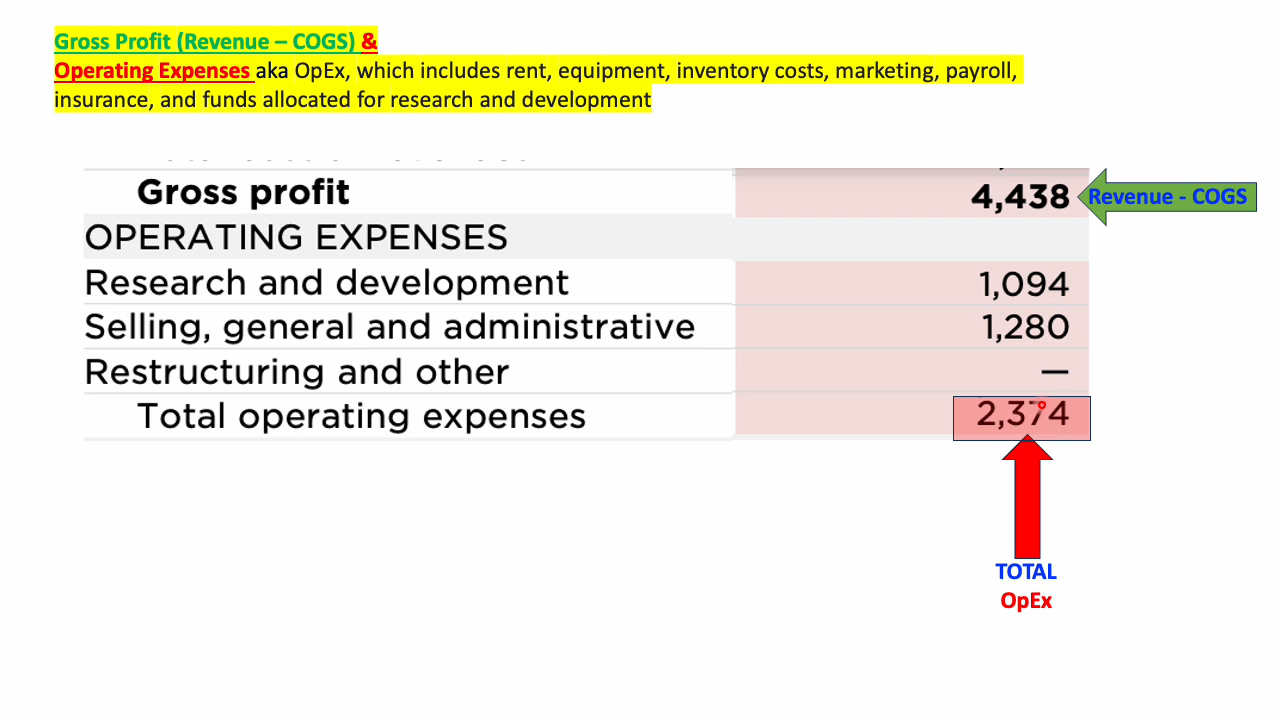 Gross Profit (Revenue – COGS) &
Operating Expenses aka OpEx, which includes rent, equipment, inventory costs, marketing, payroll,
insurance, and funds allocated for research and development
Gross profit 4,438 Revenue - COGS
OPERATING EXPENSES
Research and development 1,094
Selling, general and administrative 1,280
Restructuring and other —
Total operating expenses 2,374
TOTAL
OpEx